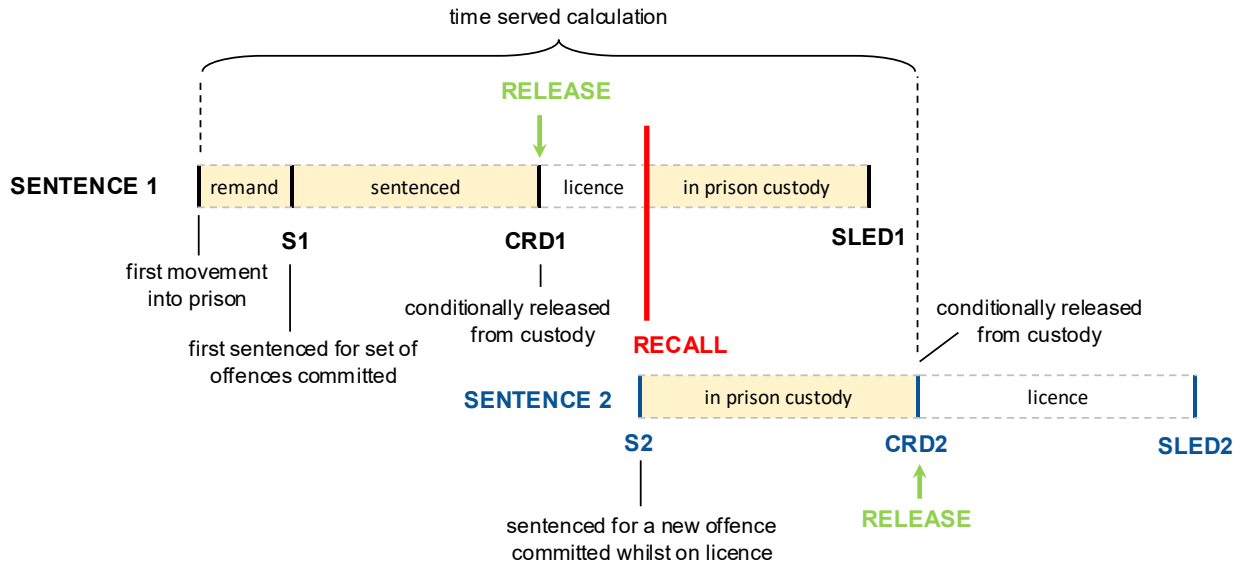 time served calculation
RELEASE
SENTENCE 1
remand
sentenced
licence
in prison custody
S1
CRD1
SLED1
first movement
into prison
conditionally released
from custody
conditionally released
from custody
first sentenced for set of
offences committed
RECALL
SENTENCE 2
in prison custody
licence
S2
CRD2
SLED2
RELEASE
sentenced for a new offence
committed whilst on licence